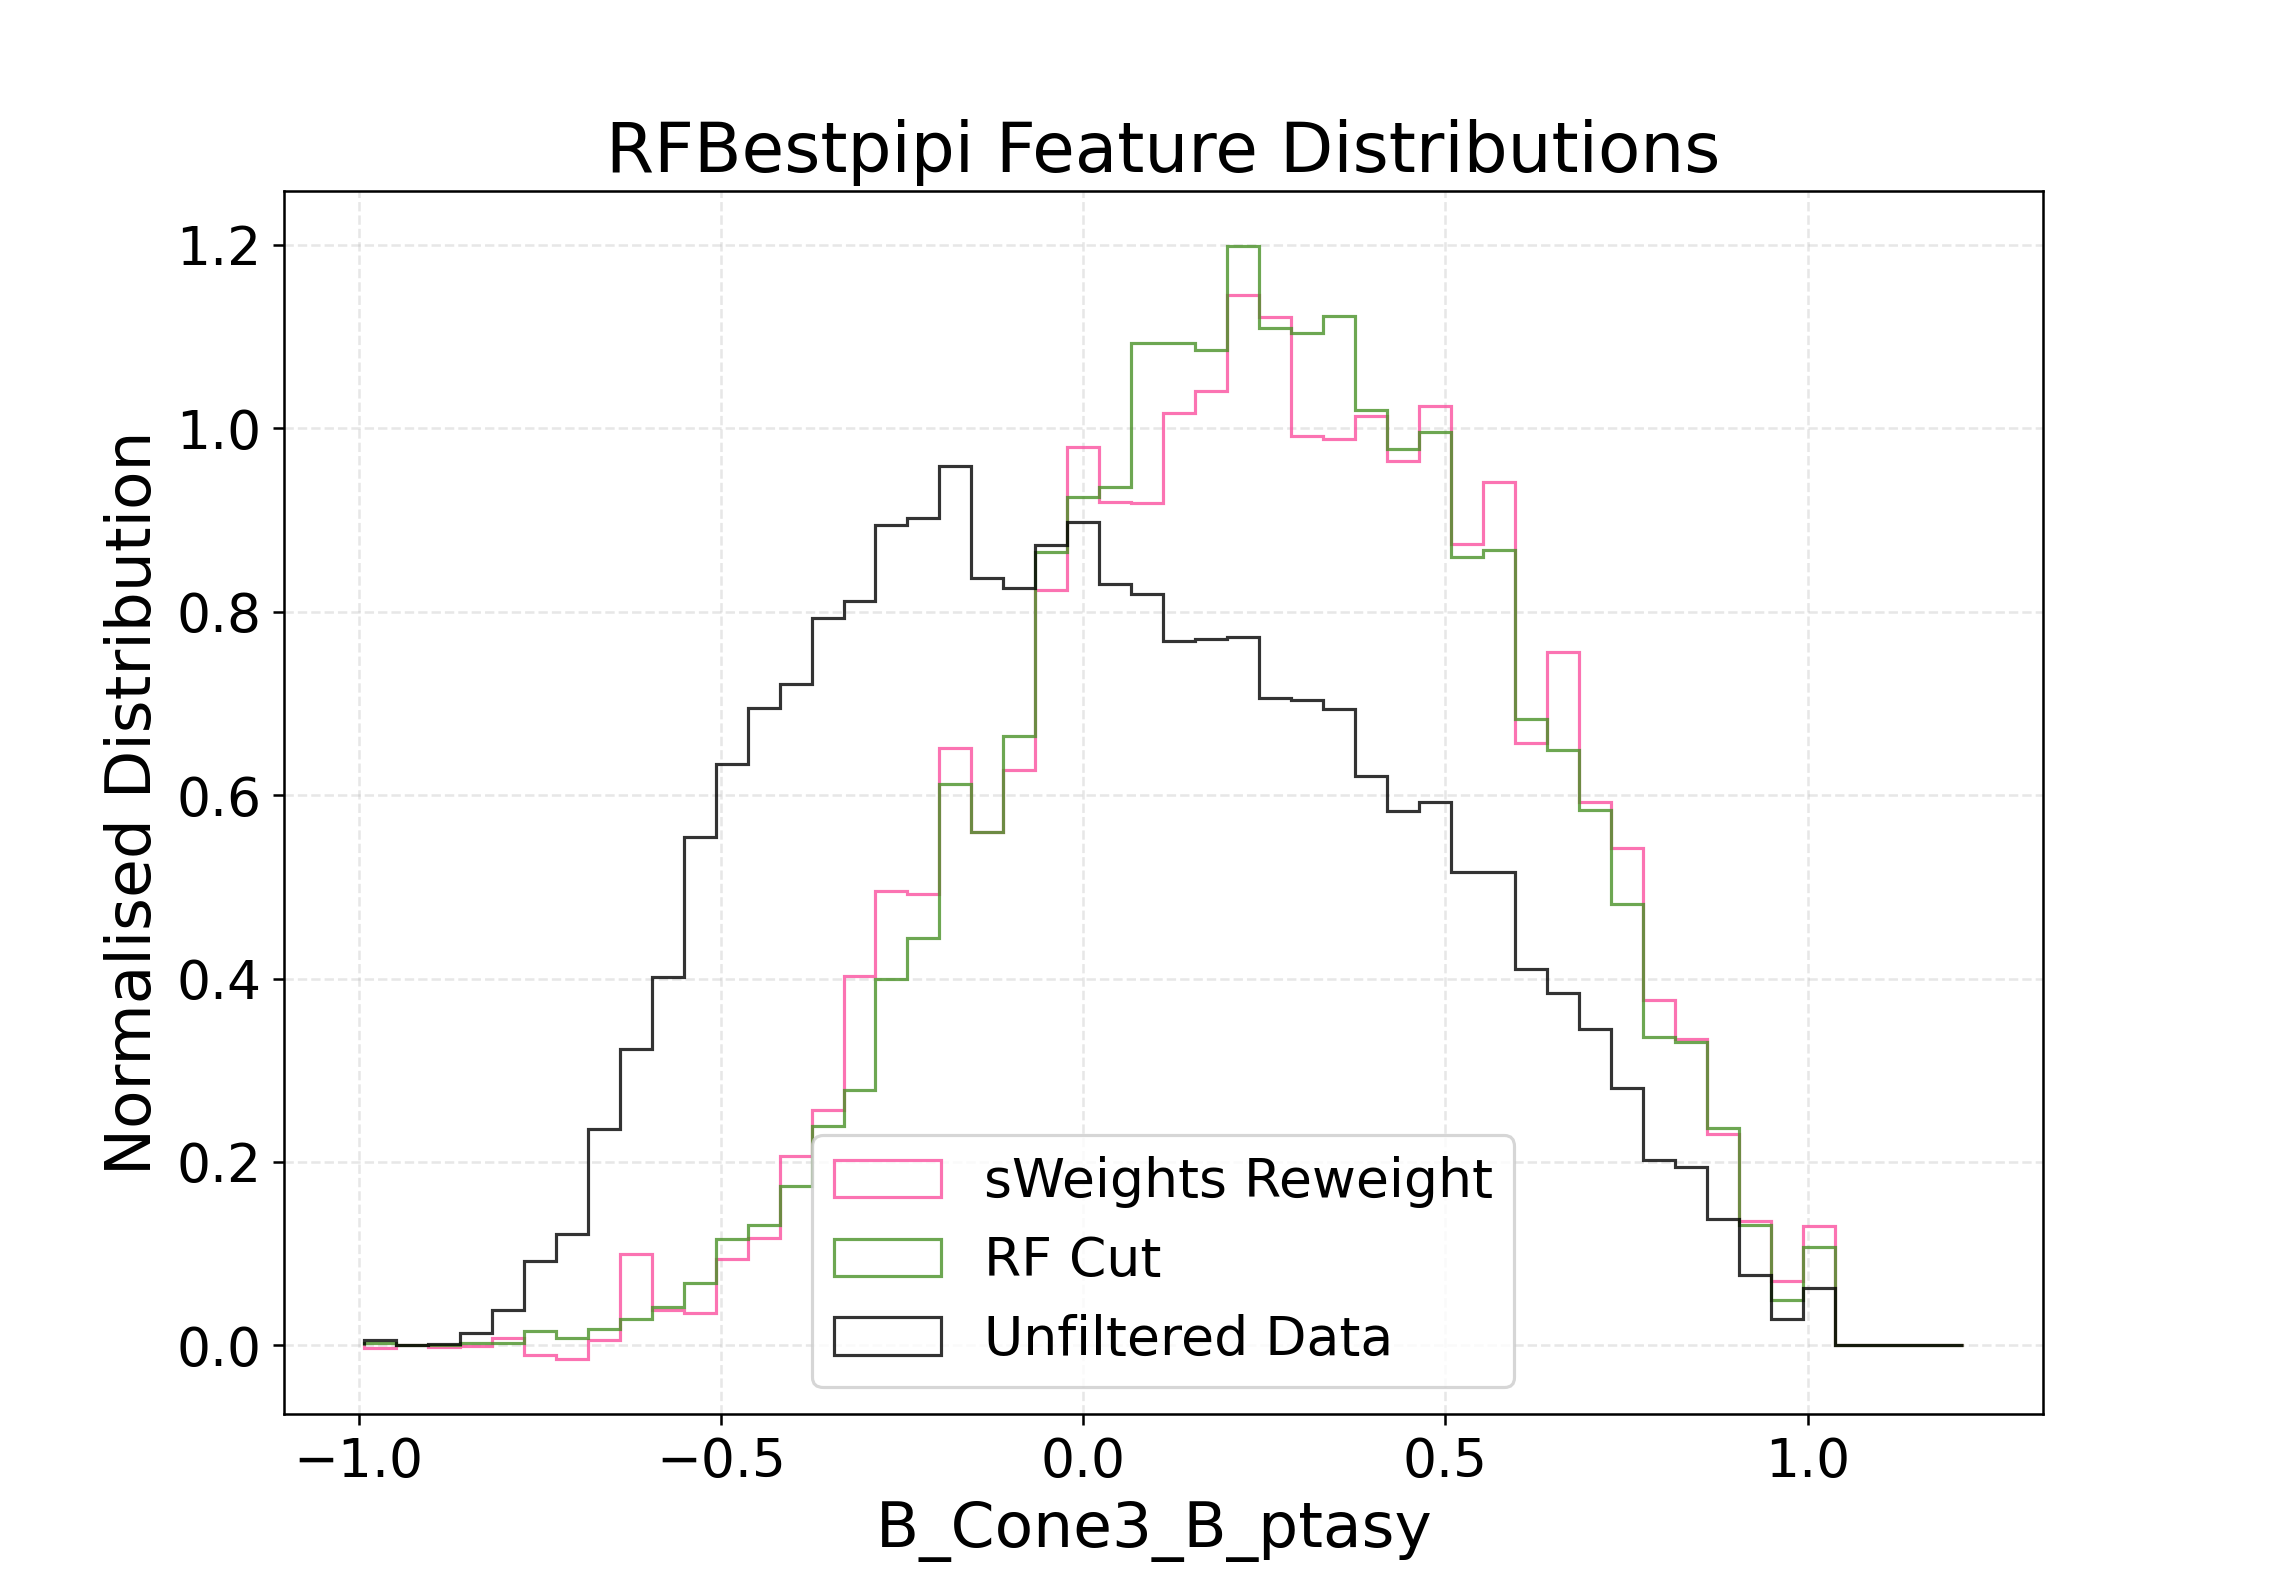 RFBestpipi Feature Distributions
Normalised Distribution
1.2
1.0
0.8
0.6
0.4
0.2
0.0
sWeights Reweight
RF Cut
Unfiltered Data
−1.0 −0.5 0.0 0.5 1.0
B_Cone3_B_ptasy